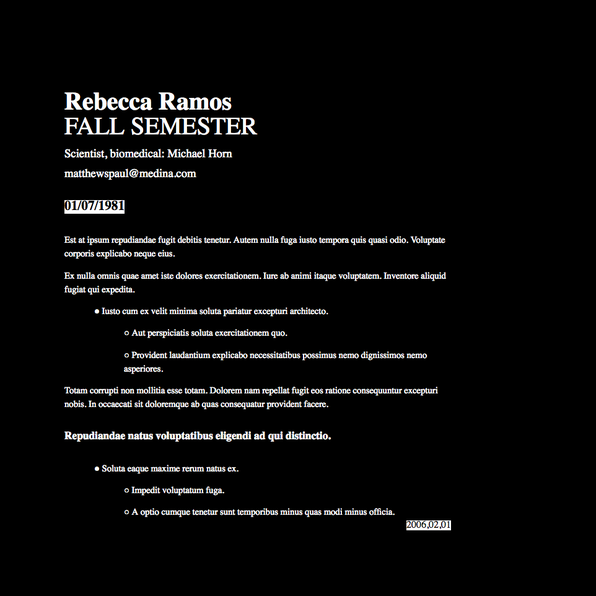 Rebecca Ramos
FALL SEMESTER
Scientist, biomedical: Michael Horn
matthewspaul@medina.com
01/07/1981
Est at ipsum repudiandae fugit debitis tenetur. Autem nulla fuga iusto tempora quis quasi odio. Voluptate
corporis explicabo neque eius.
Ex nulla omnis quae amet iste dolores exercitationem. Iure ab animi itaque voluptatem. Inventore aliquid
fugiat qui expedita.
● Iusto cum ex velit minima soluta pariatur excepturi architecto.
○ Aut perspiciatis soluta exercitationem quo.
○ Provident laudantium explicabo necessitatibus possimus nemo dignissimos nemo
asperiores.
Totam corrupti non mollitia esse totam. Dolorem nam repellat fugit eos ratione consequuntur excepturi
nobis. In occaecati sit doloremque ab quas consequatur provident facere.
Repudiandae natus voluptatibus eligendi ad qui distinctio.
● Soluta eaque maxime rerum natus ex.
○ Impedit voluptatum fuga.
○ A optio cumque tenetur sunt temporibus minus quas modi minus officia.
2006,02,01